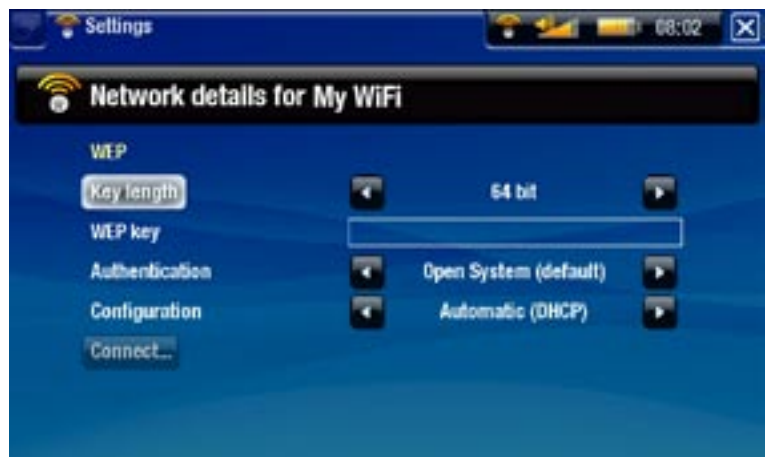 Settings 08:02
Network details for My WiFi
WEP
Key length 64 bit
WEP key
Authentication Open System (default)
Configuration Automatic (DHCP)
Connect...